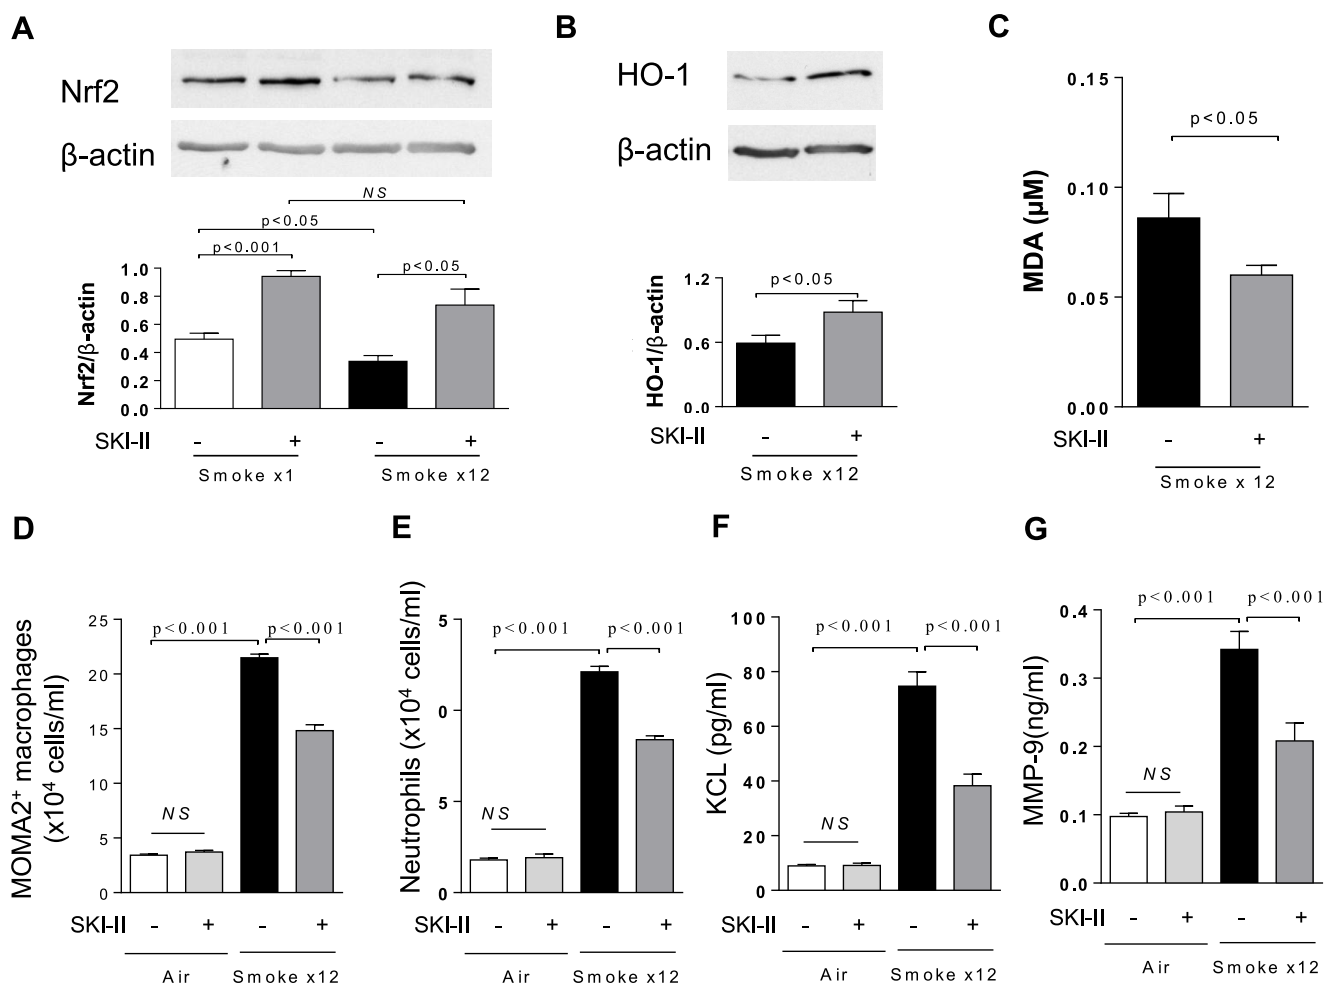 A
B
C
Nrf2
β-actin
NS
p<0.05
p<0.001
p<0.05
Nrf2/β-actin
1.0
0.8
0.6
0.4
0.2
0.0
SKI-II
- + - +
Smoke x1
Smoke x12
HO-1
β-actin
p<0.05
HO-1/β-actin
1.2
0.6
0.0
SKI-II
- +
Smoke x12
p<0.05
MDA (µM)
0.15
0.10
0.05
0.00
SKI-II
- +
Smoke x 12
D
E
F
G
MOMA2⁺ macrophages
(x10⁴ cells/ml)
25
20
15
10
5
0
p<0.001
p<0.001
NS
SKI-II
- + - +
Air
Smoke x12
Neutrophils (x10⁴ cells/ml)
5
0
5
0
p<0.001
p<0.001
NS
SKI-II
- + - +
Air
Smoke x12
KCL (pg/ml)
100
80
60
40
20
0
p<0.001
p<0.001
NS
SKI-II
- + - +
Air
Smoke x12
MMP-9(ng/ml)
0.4
0.3
0.2
0.1
0.0
p<0.001
p<0.001
NS
SKI-II
- + - +
Air
Smoke x12